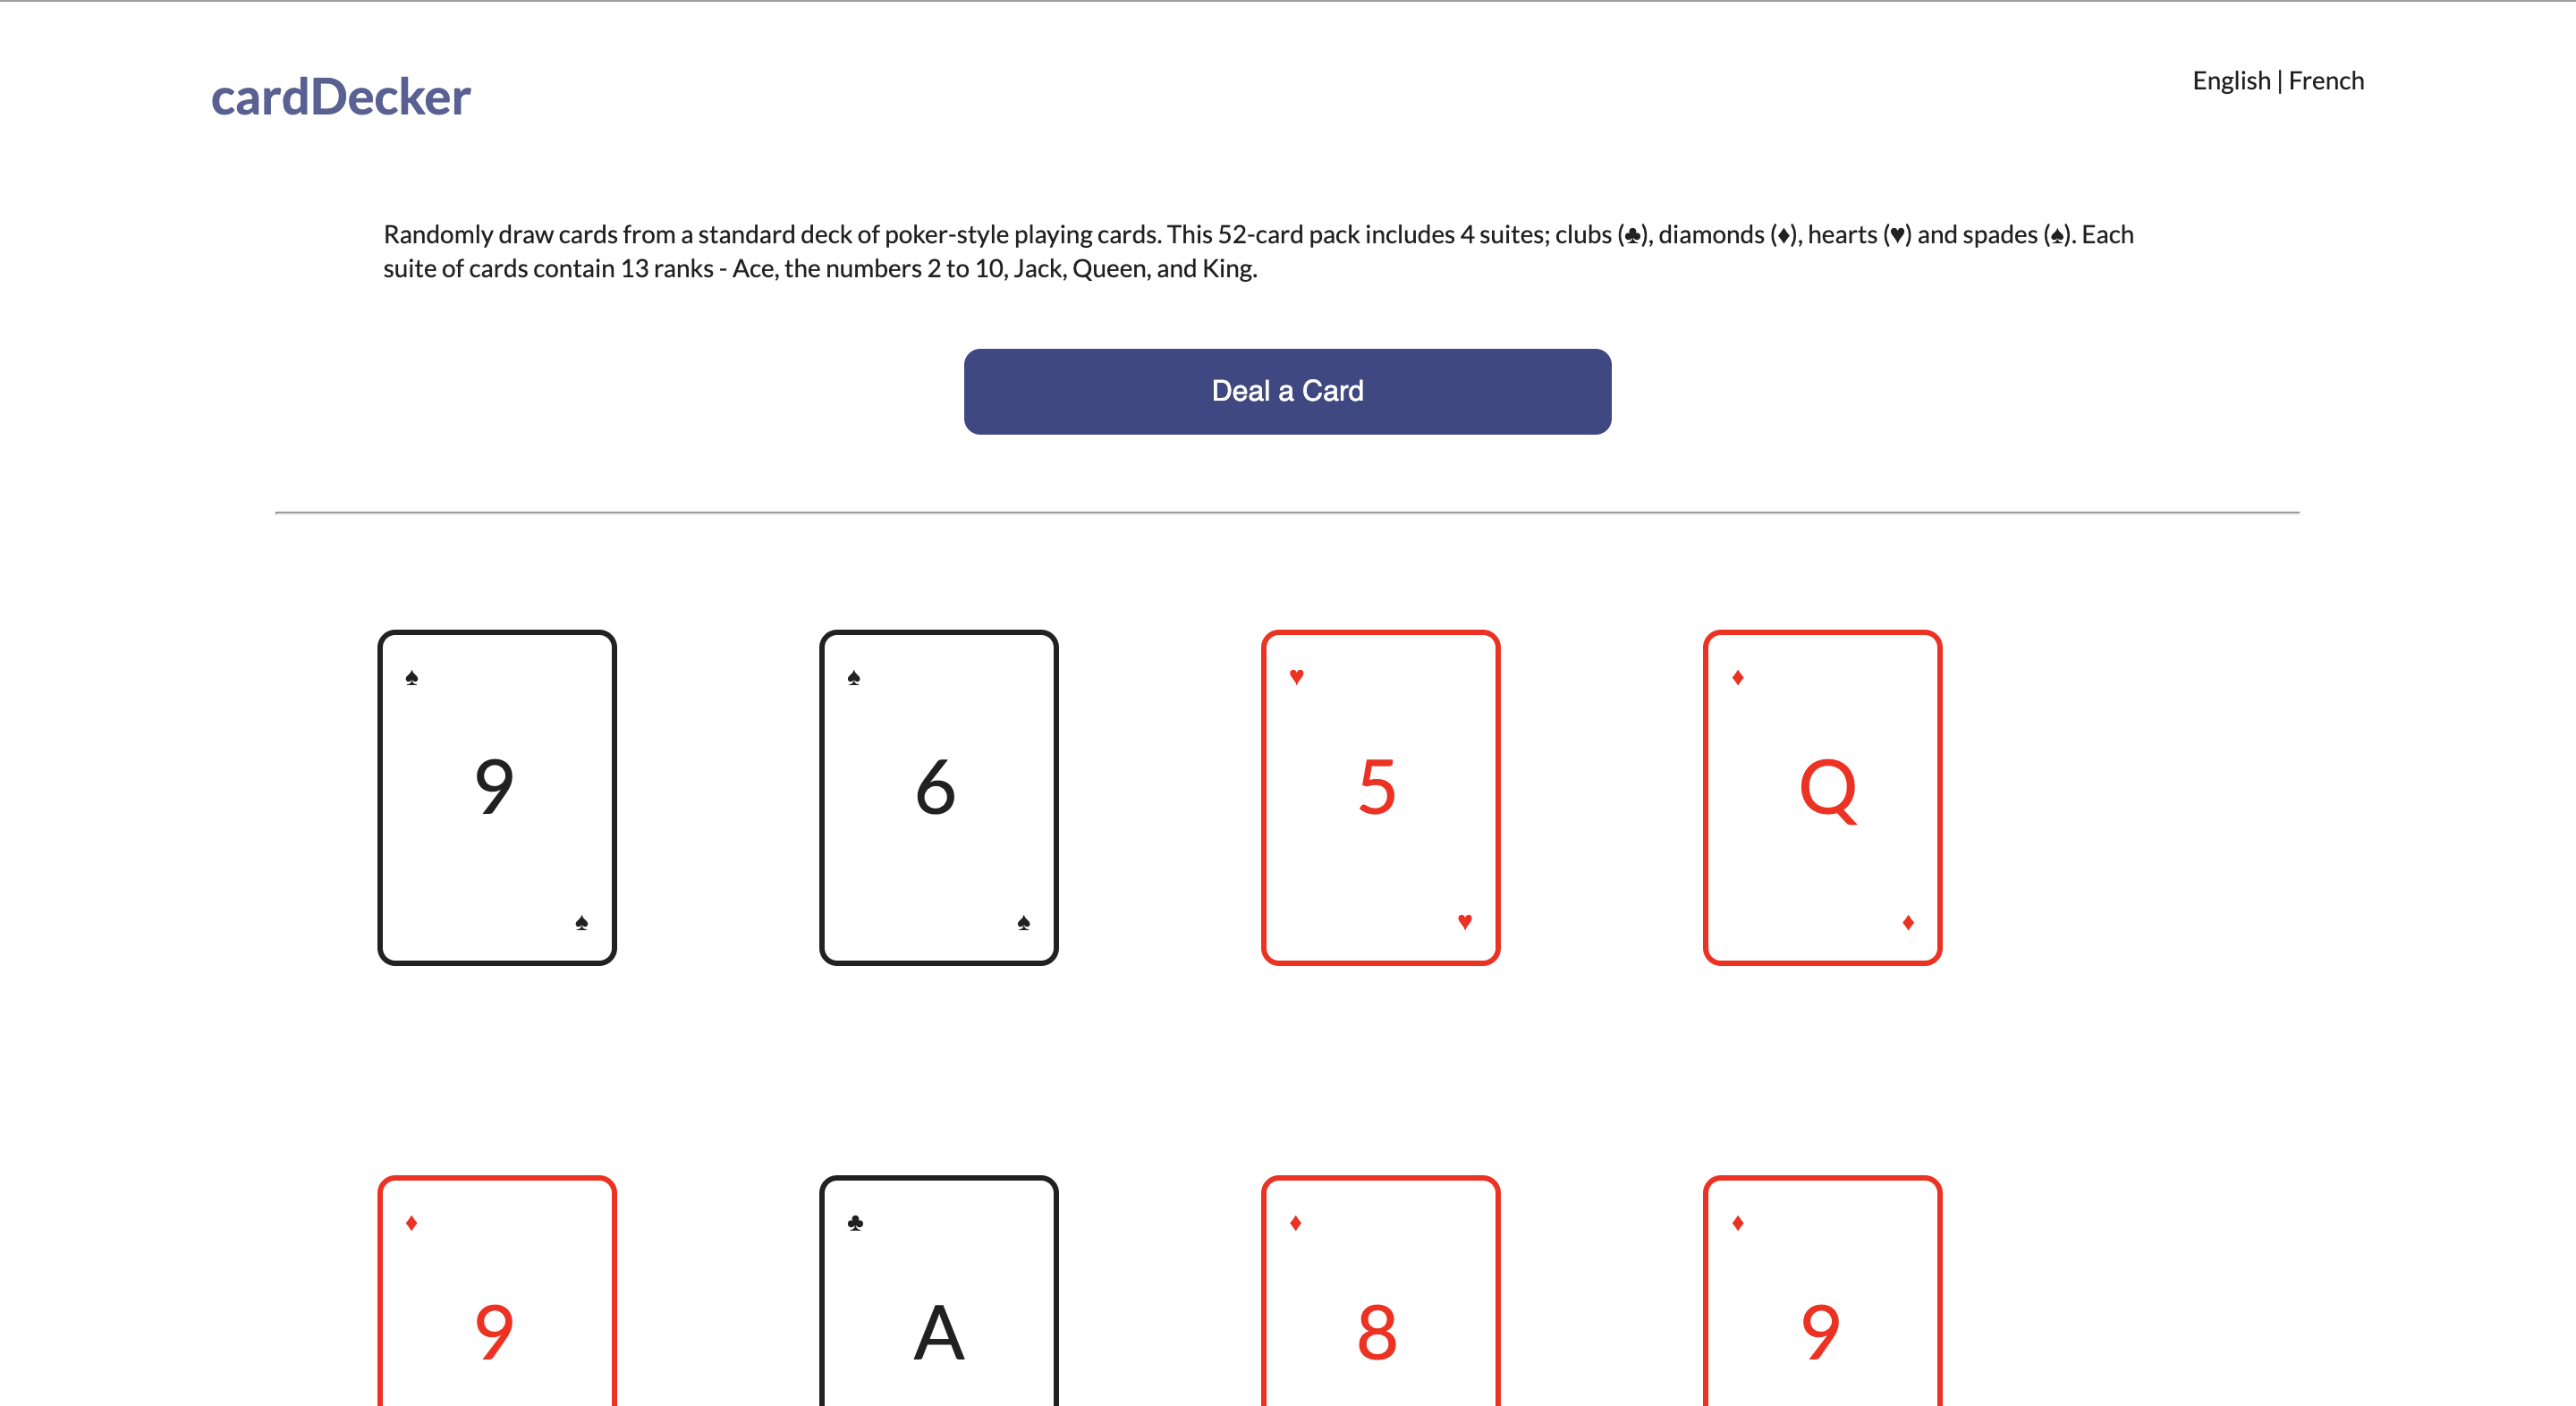 cardDecker
English | French
Randomly draw cards from a standard deck of poker-style playing cards. This 52-card pack includes 4 suites; clubs (♣), diamonds (♦), hearts (♥) and spades (♠). Each
suite of cards contain 13 ranks - Ace, the numbers 2 to 10, Jack, Queen, and King.
Deal a Card
♠ ♠ ♥ ♦
9 6 5 Q
♠ ♠ ♥ ♦
♦ ♣ ♦ ♦
9 A 8 9